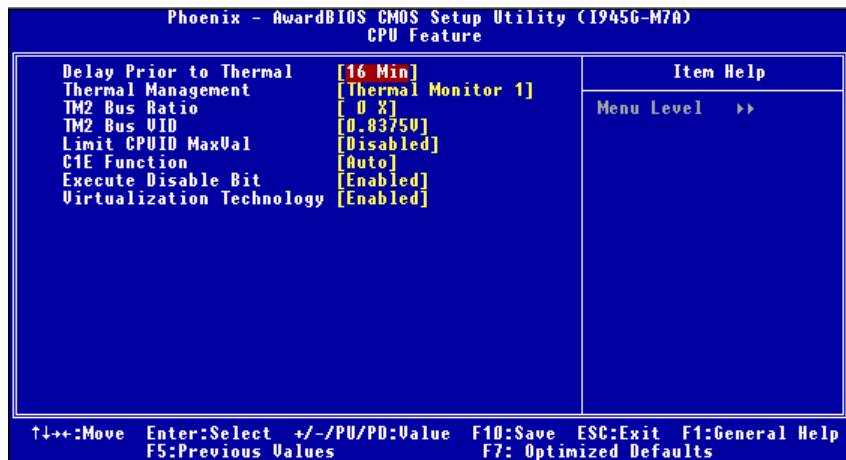 Phoenix - AwardBIOS CMOS Setup Utility (I945G-M7A)
CPU Feature
Delay Prior to Thermal [16 Min]
Thermal Management [Thermal Monitor 1]
TM2 Bus Ratio [ 0 X]
TM2 Bus VID [0.8375V]
Limit CPUID MaxVal [Disabled]
C1E Function [Auto]
Execute Disable Bit [Enabled]
Virtualization Technology [Enabled]
Item Help
Menu Level ▸▸
↑↓→←:Move Enter:Select +/-/PU/PD:Value F10:Save ESC:Exit F1:General Help
F5:Previous Values F7: Optimized Defaults